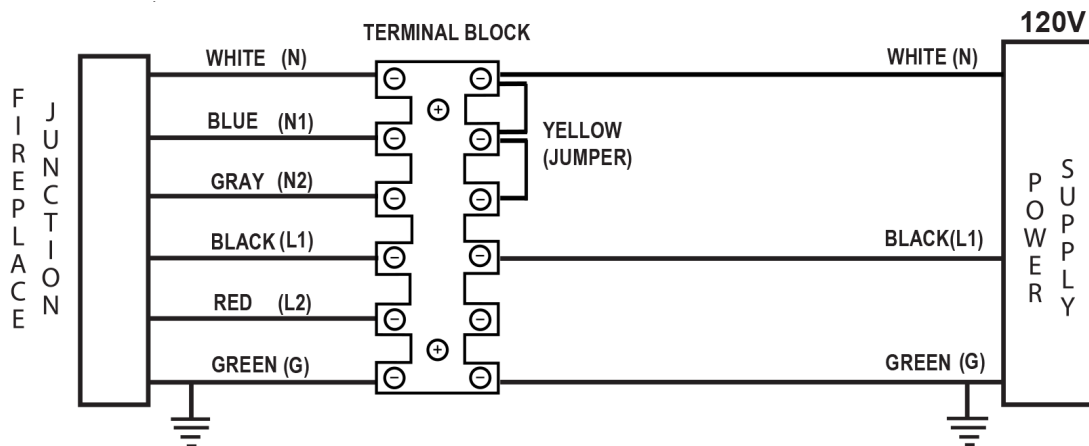 120V
TERMINAL BLOCK
WHITE (N)
WHITE (N)
FIREPLACE
JUNCTION
BLUE (N1)
YELLOW
(JUMPER)
GRAY (N2)
POWER
SUPPLY
BLACK (L1)
BLACK(L1)
RED (L2)
GREEN (G)
GREEN (G)